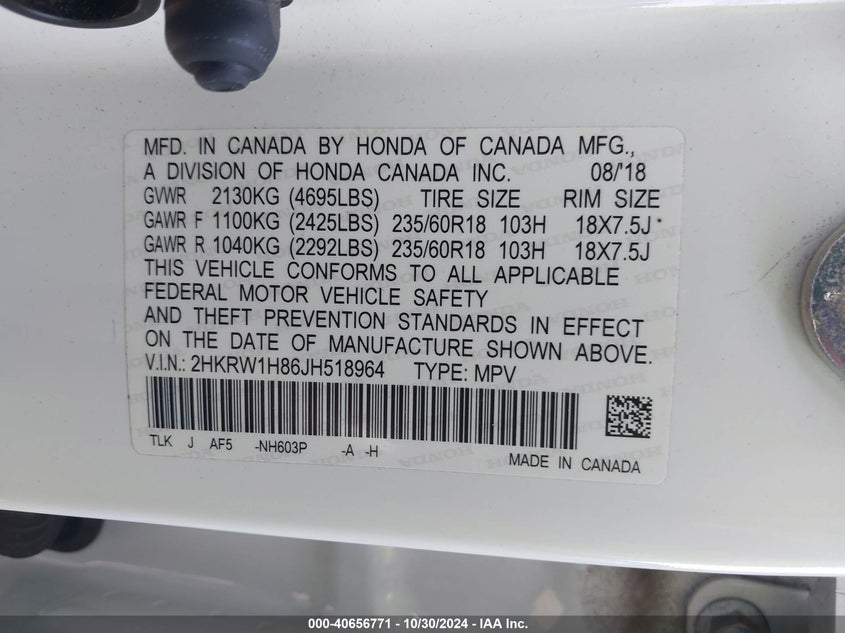 MFD. IN CANADA BY HONDA OF CANADA MFG.,
A DIVISION OF HONDA CANADA INC. 08/'18
GVWR 2130KG (4695LBS) TIRE SIZE RIM SIZE
GAWR F 1100KG (2425LBS) 235/60R18 103H 18X7.5J
GAWR R 1040KG (2292LBS) 235/60R18 103H 18X7.5J
THIS VEHICLE CONFORMS TO ALL APPLICABLE
FEDERAL MOTOR VEHICLE SAFETY
AND THEFT PREVENTION STANDARDS IN EFFECT
ON THE DATE OF MANUFACTURE SHOWN ABOVE.
V.I.N.: 2HKRW1H86JH518964 TYPE: MPV
TLK J AF5 -NH603P -A -H
MADE IN CANADA
000-40656771 - 10/30/2024 - IAA Inc.